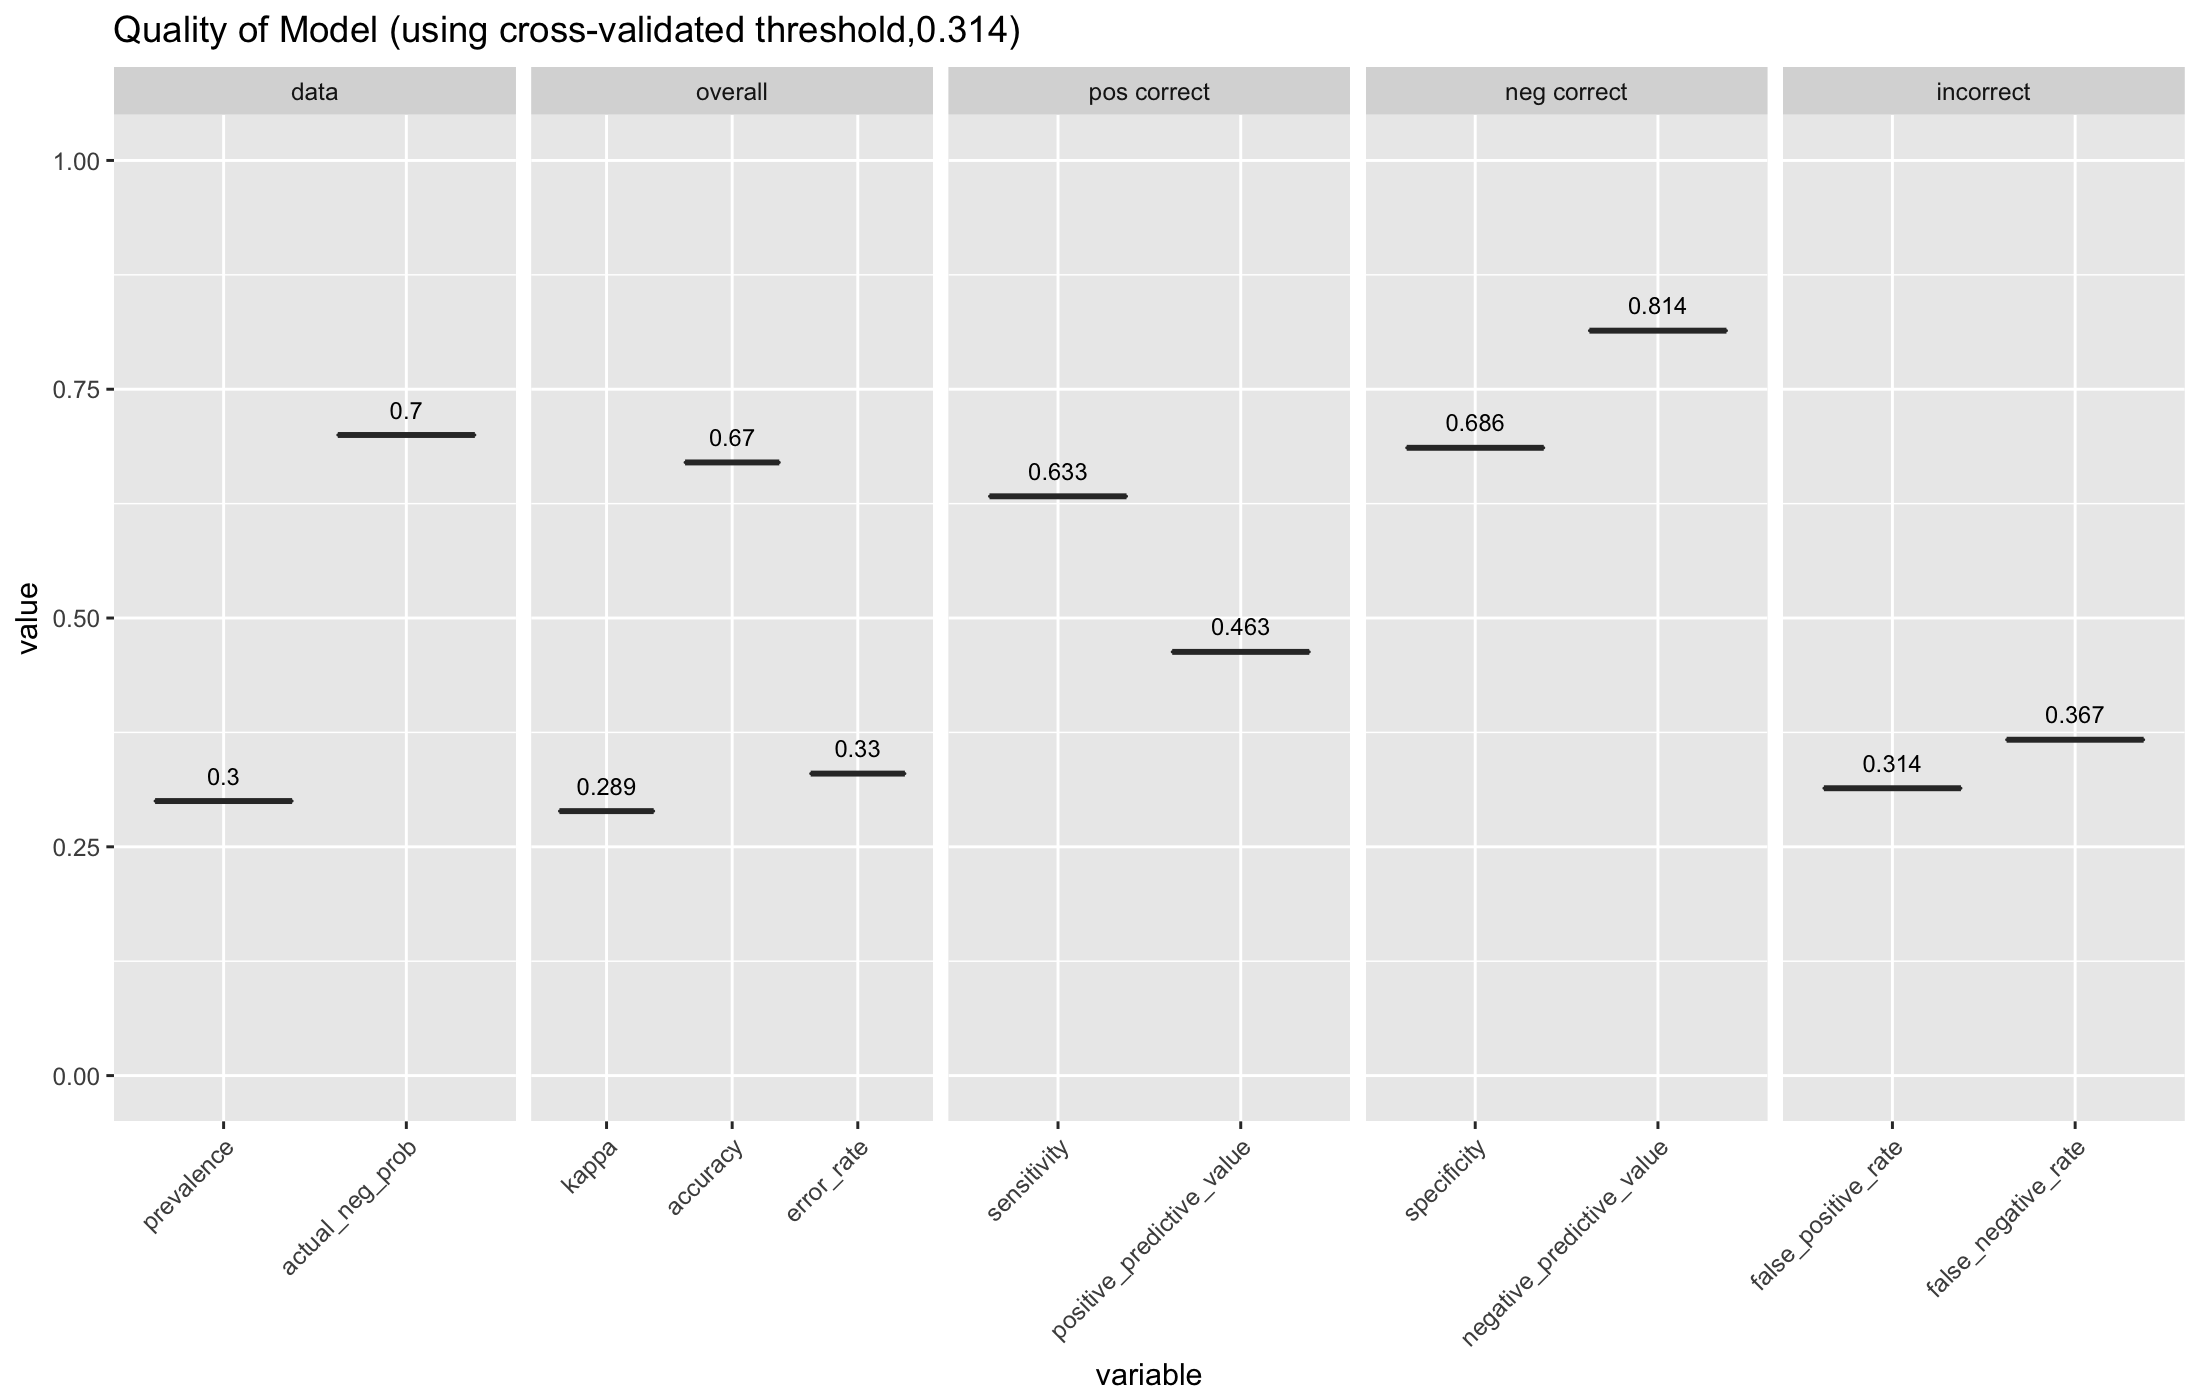 Quality of Model (using cross-validated threshold,0.314)
data
overall
pos correct
neg correct
incorrect
value
1.00
0.75
0.50
0.25
0.00
0.3
0.7
0.289
0.67
0.33
0.633
0.463
0.686
0.814
0.314
0.367
prevalence
actual_neg_prob
kappa
accuracy
error_rate
sensitivity
positive_predictive_value
specificity
negative_predictive_value
false_positive_rate
false_negative_rate
variable